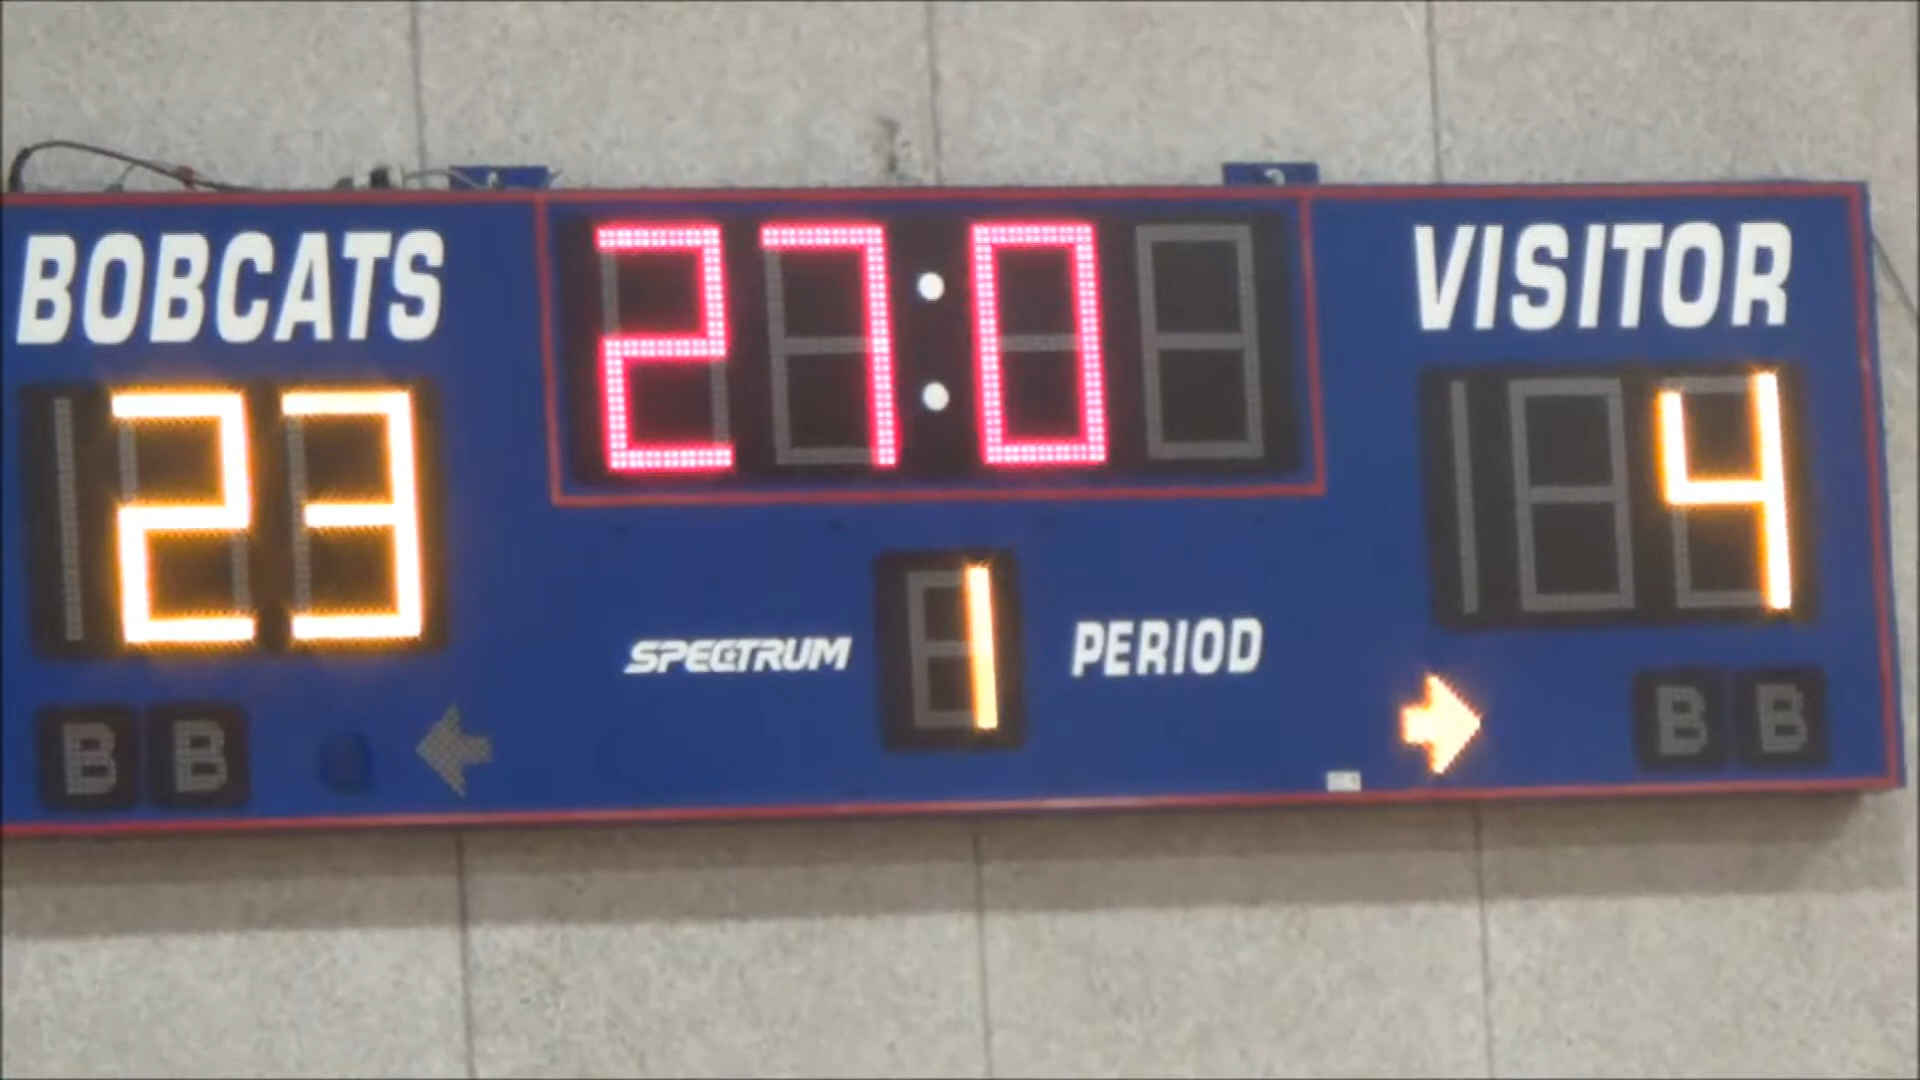 BOBCATS
27:0
VISITOR
23
4
SPECTRUM
1
PERIOD
B B
B B